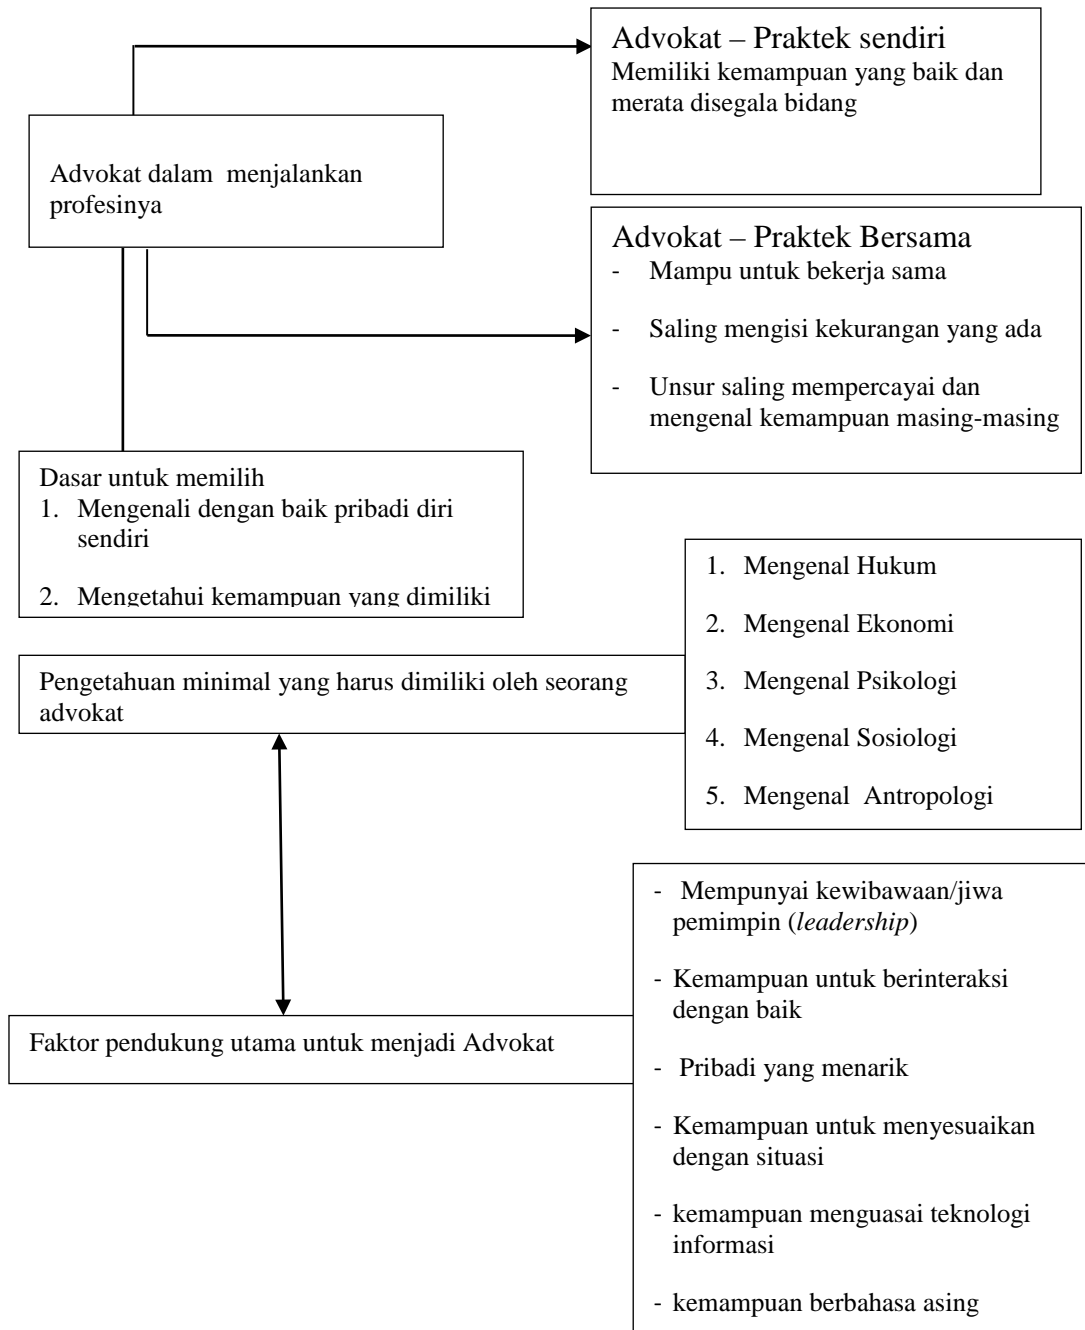 Advokat – Praktek sendiri
Memiliki kemampuan yang baik dan
merata disegala bidang
Advokat dalam menjalankan
profesinya
Advokat – Praktek Bersama
- Mampu untuk bekerja sama
- Saling mengisi kekurangan yang ada
- Unsur saling mempercayai dan
mengenal kemampuan masing-masing
Dasar untuk memilih
1. Mengenali dengan baik pribadi diri
sendiri
2. Mengetahui kemampuan yang dimiliki
1. Mengenal Hukum
2. Mengenal Ekonomi
3. Mengenal Psikologi
4. Mengenal Sosiologi
5. Mengenal Antropologi
Pengetahuan minimal yang harus dimiliki oleh seorang
advokat
- Mempunyai kewibawaan/jiwa
pemimpin (leadership)
- Kemampuan untuk berinteraksi
dengan baik
- Pribadi yang menarik
- Kemampuan untuk menyesuaikan
dengan situasi
- kemampuan menguasai teknologi
informasi
- kemampuan berbahasa asing
Faktor pendukung utama untuk menjadi Advokat